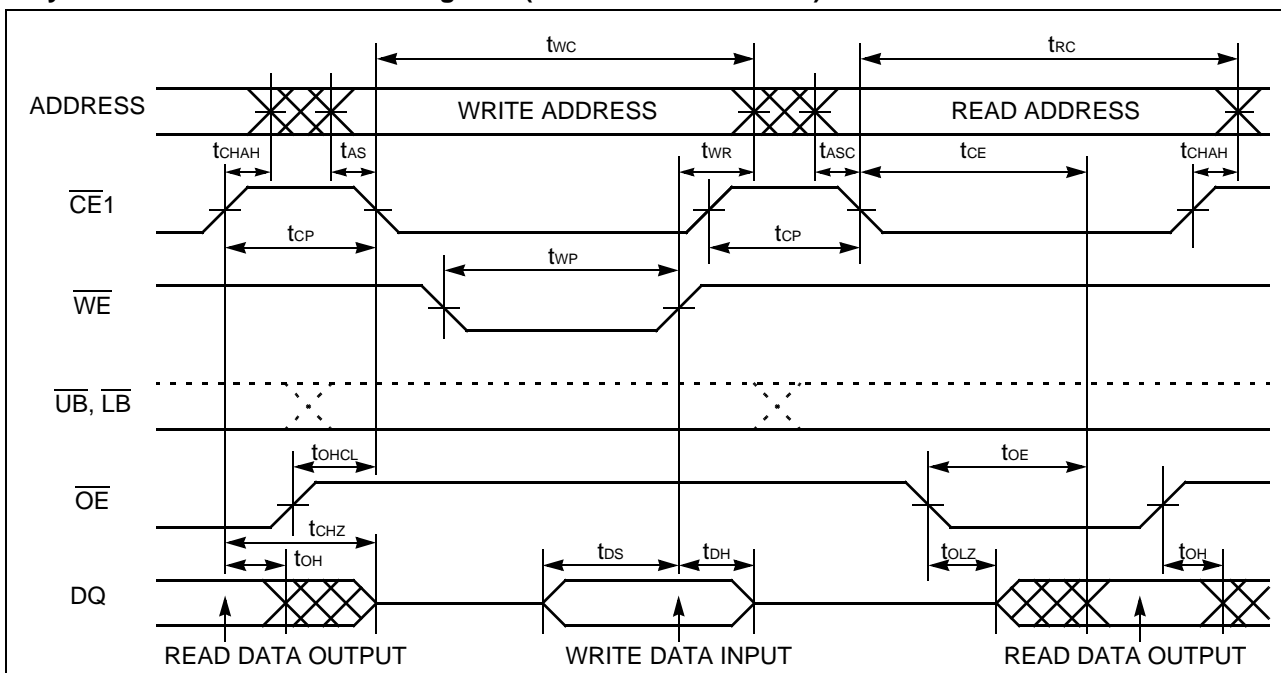 tWC
tRC
ADDRESS
WRITE ADDRESS
READ ADDRESS
tCHAH
tAS
tWR
tASC
tCE
tCHAH
CE1
tCP
tCP
tWP
WE
UB, LB
tOHCL
tOE
OE
tCHZ
tOH
tDS
tDH
tOLZ
tOH
DQ
READ DATA OUTPUT
WRITE DATA INPUT
READ DATA OUTPUT